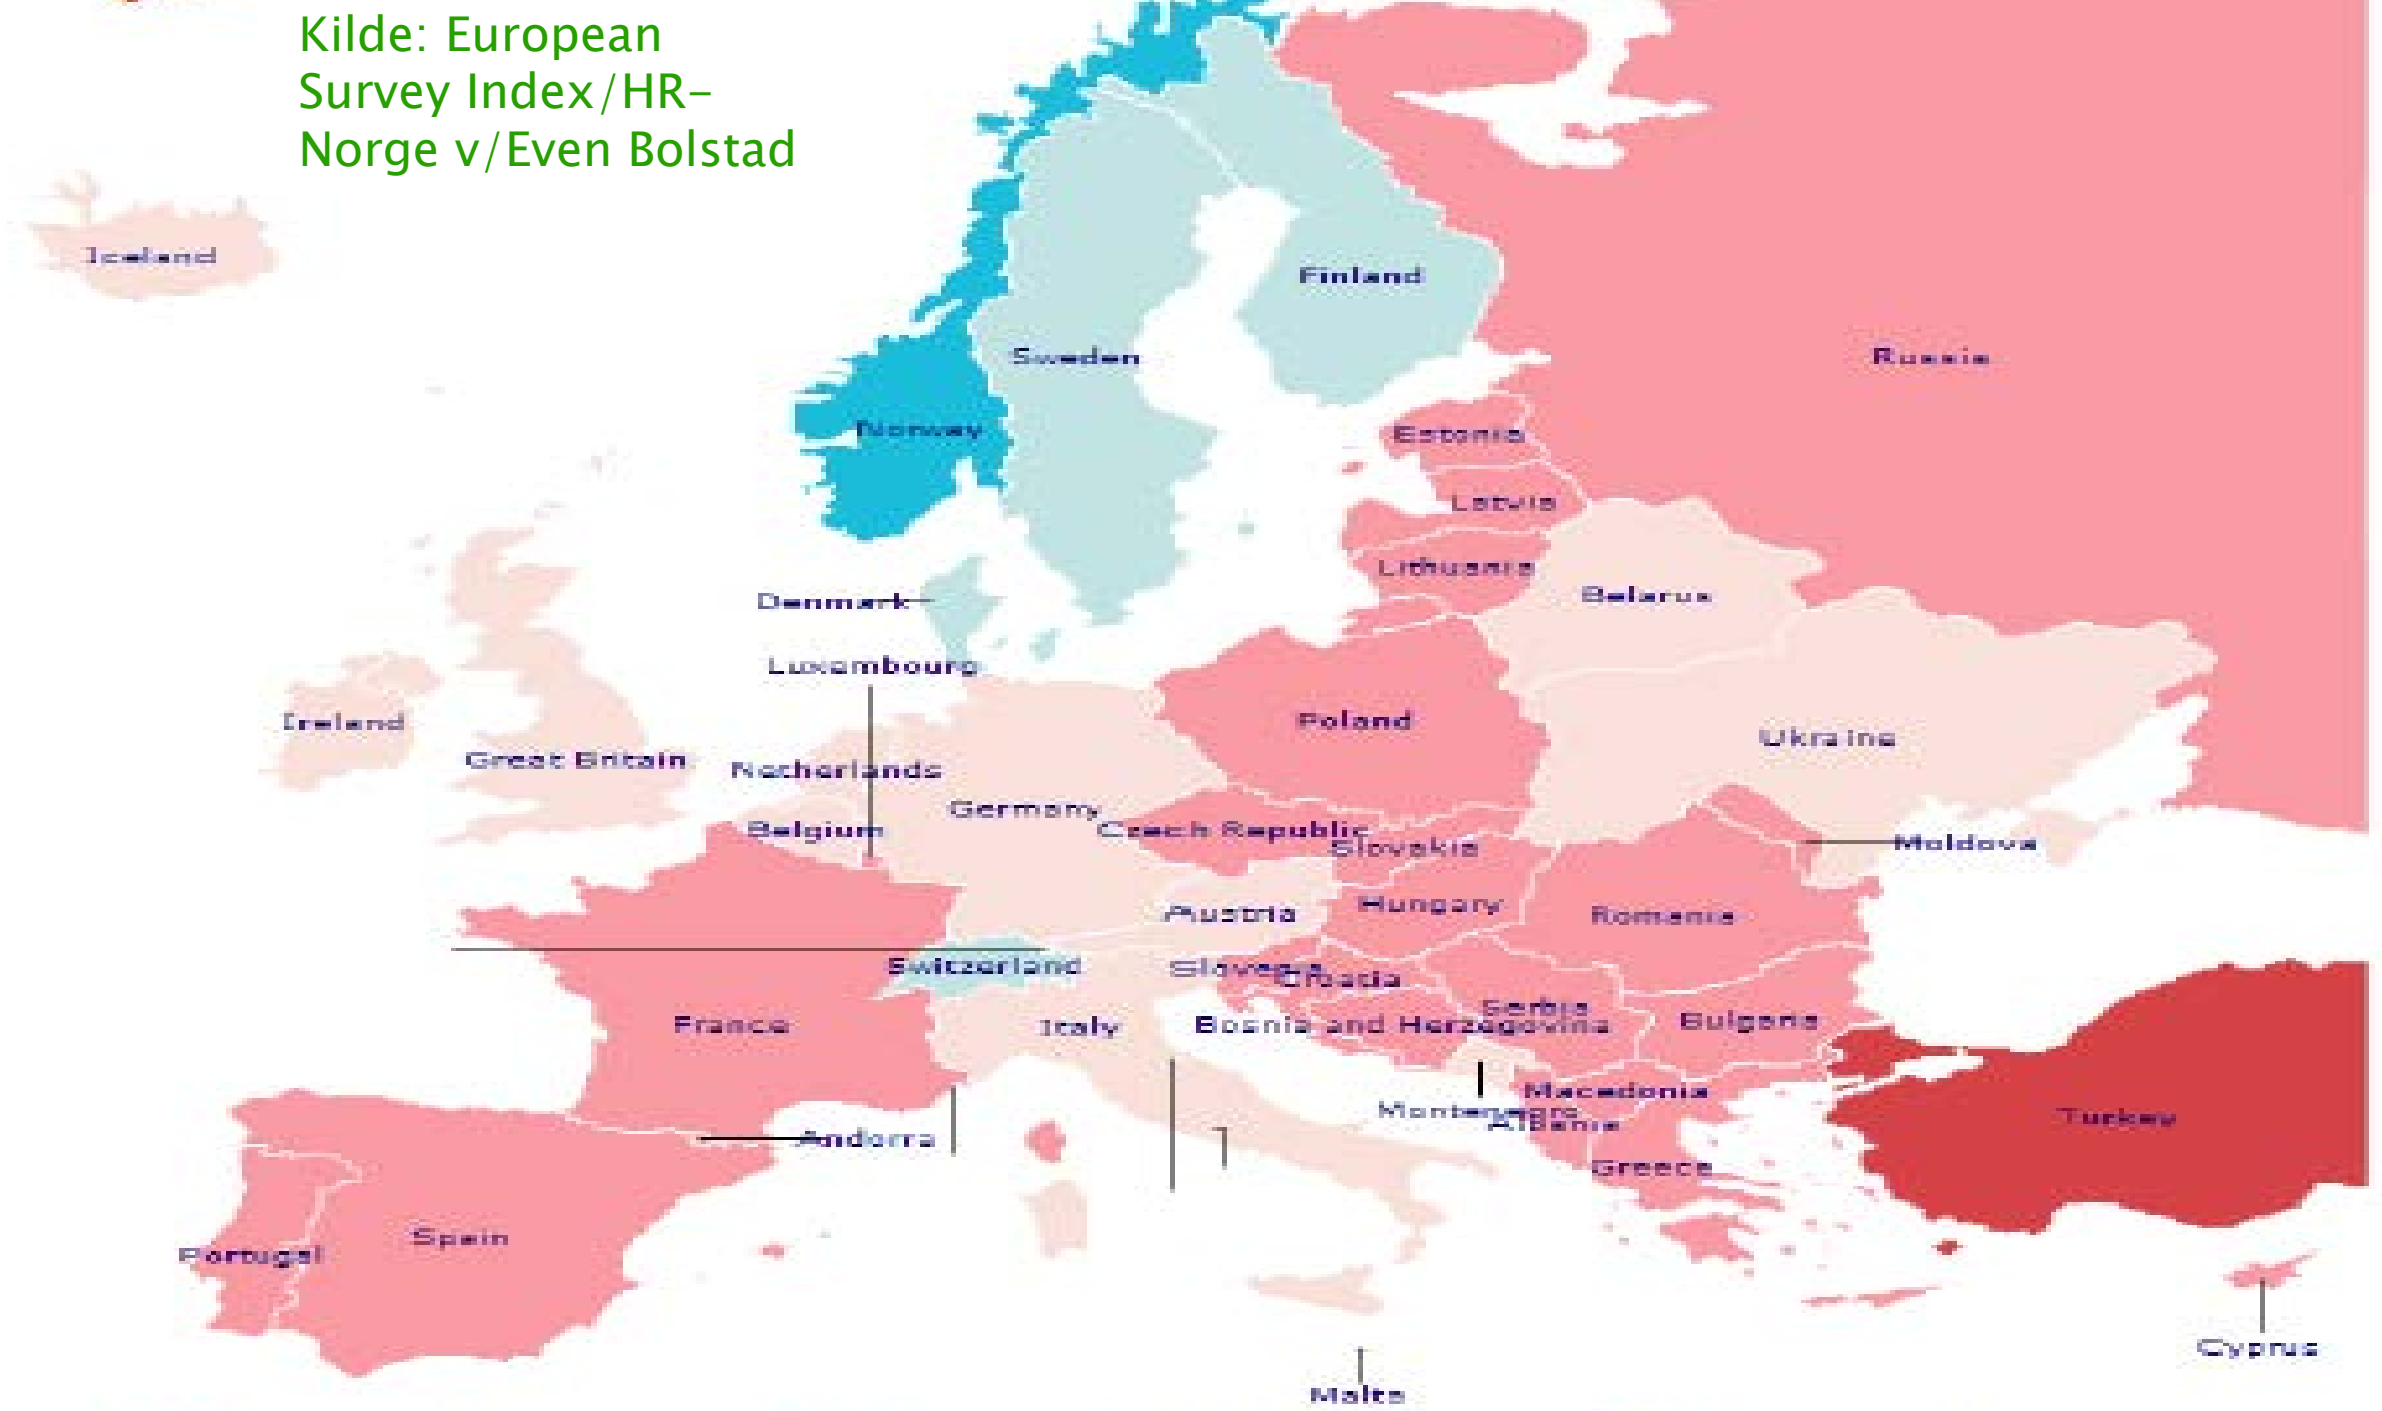 Kilde: European
Survey Index/HR-
Norge v/Even Bolstad
Iceland
Finland
Sweden
Russia
Norway
Estonia
Latvia
Lithuania
Belarus
Denmark
Luxembourg
Ireland
Poland
Ukraine
Great Britain
Netherlands
Germany
Belgium
Czech Republic
Slovakia
Moldova
Austria
Hungary
Romania
Switzerland
Slovenia
Croatia
Serbia
France
Italy
Bosnia and Herzegovina
Bulgaria
Macedonia
Montenegro
Albania
Turkey
Andorra
Greece
Spain
Portugal
Cyprus
Malta